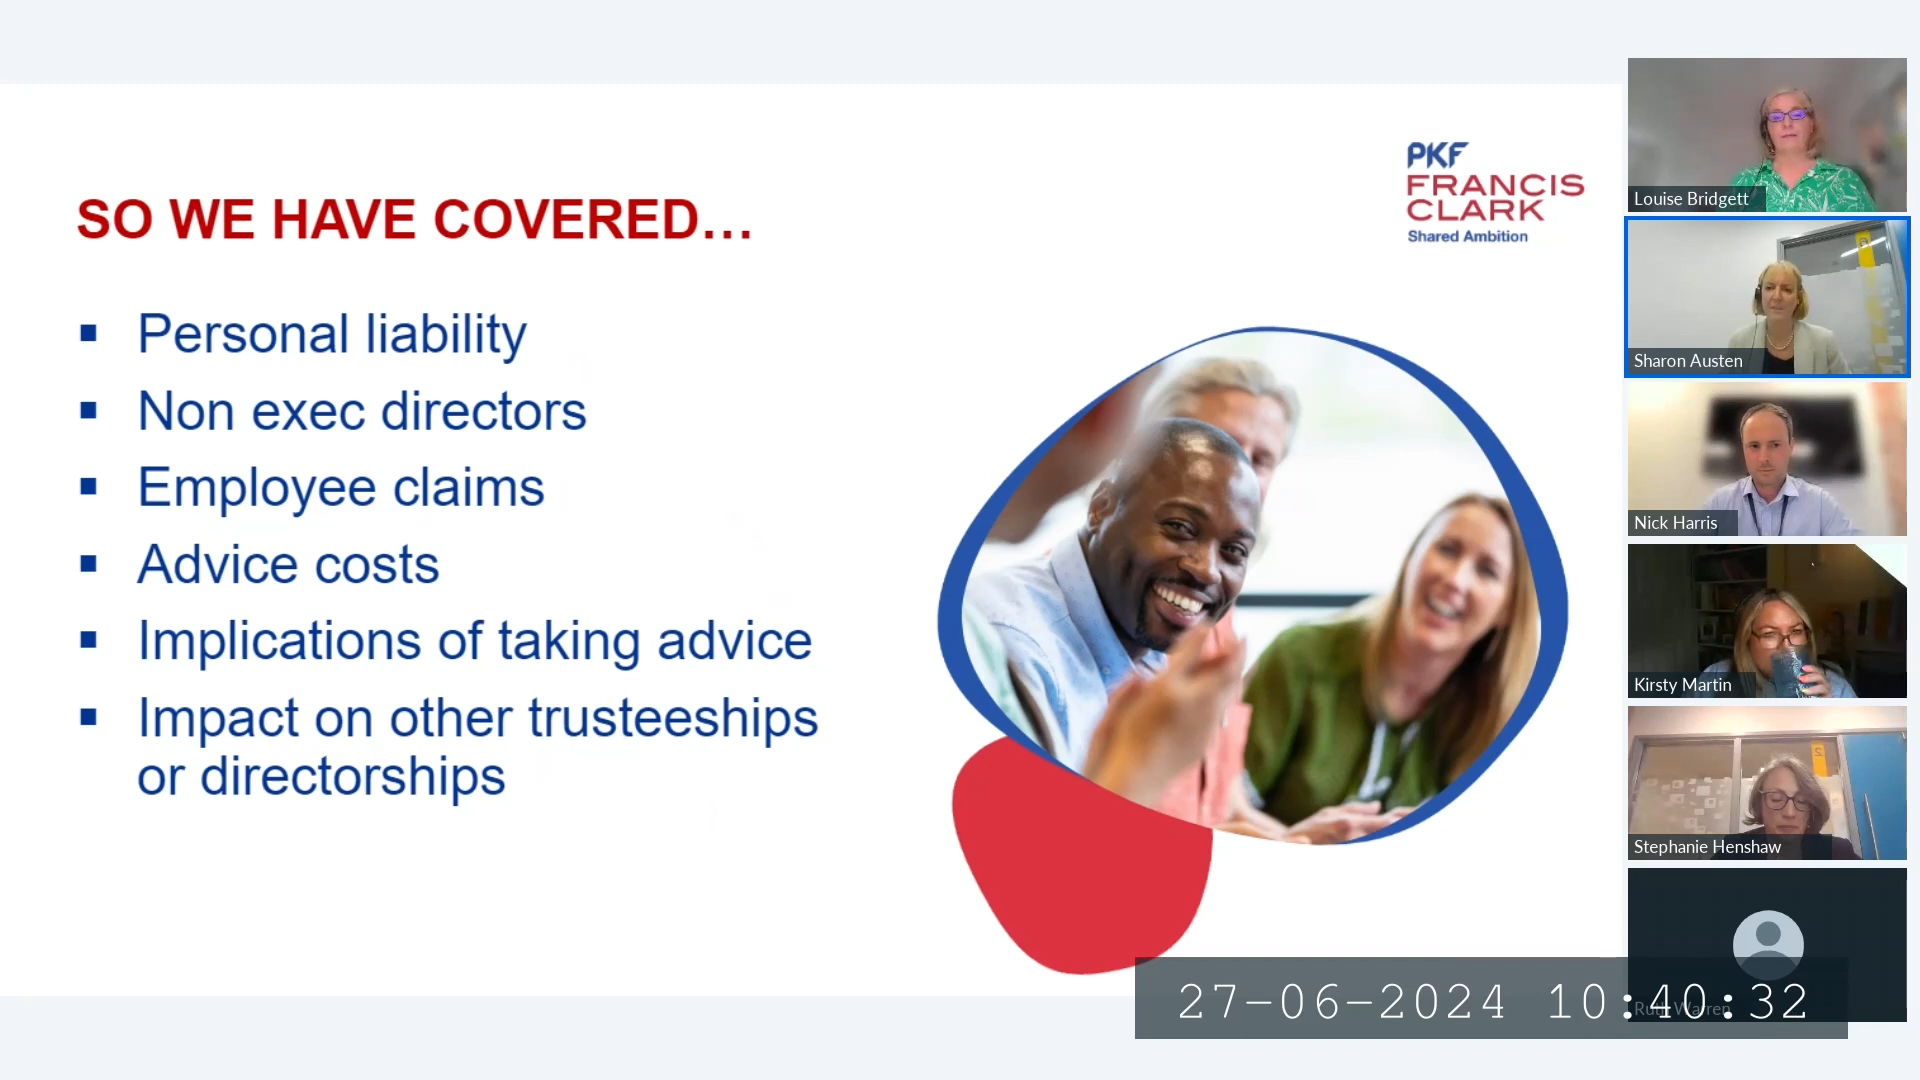 PKF
FRANCIS
CLARK
Shared Ambition
SO WE HAVE COVERED...
▪ Personal liability
▪ Non exec directors
▪ Employee claims
▪ Advice costs
▪ Implications of taking advice
▪ Impact on other trusteeships
or directorships
Louise Bridgett
Sharon Austen
Nick Harris
Kirsty Martin
Stephanie Henshaw
Ruth Warren
27-06-2024 10:40:32